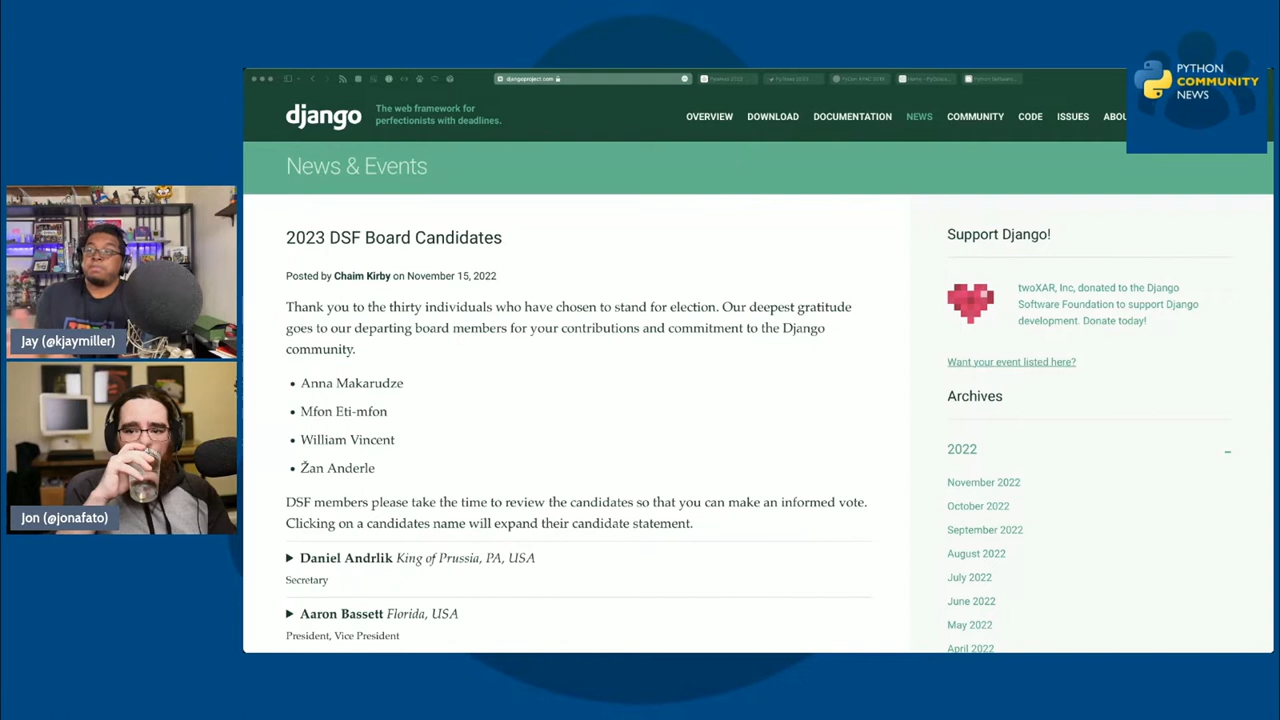 djangoproject.com
django
The web framework for
perfectionists with deadlines.
OVERVIEW DOWNLOAD DOCUMENTATION NEWS COMMUNITY CODE ISSUES ABOU
PYTHON
COMMUNITY
NEWS
News & Events
2023 DSF Board Candidates
Posted by Chaim Kirby on November 15, 2022
Thank you to the thirty individuals who have chosen to stand for election. Our deepest gratitude
goes to our departing board members for your contributions and commitment to the Django
community.
• Anna Makarudze
• Mfon Eti-mfon
• William Vincent
• Žan Anderle
DSF members please take the time to review the candidates so that you can make an informed vote.
Clicking on a candidates name will expand their candidate statement.
Daniel Andrlik King of Prussia, PA, USA
Secretary
Aaron Bassett Florida, USA
President, Vice President
Support Django!
twoXAR, Inc, donated to the Django
Software Foundation to support Django
development. Donate today!
Want your event listed here?
Archives
2022
November 2022
October 2022
September 2022
August 2022
July 2022
June 2022
May 2022
April 2022
Jay (@kjaymiller)
Jon (@jonafato)